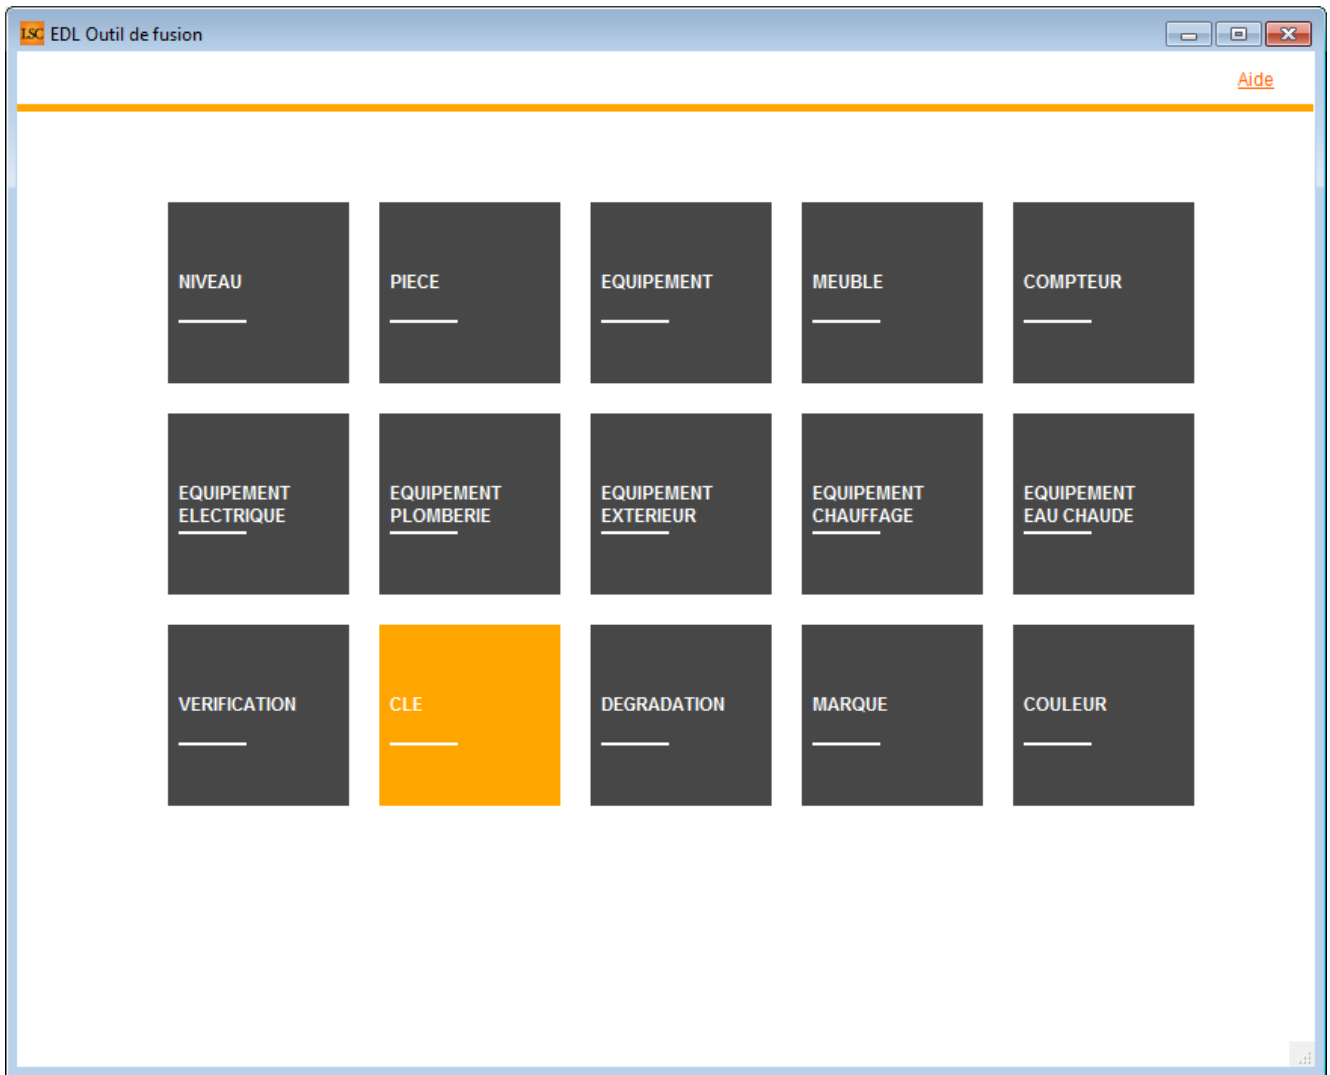 LSC EDL Outil de fusion
Aide
NIVEAU
PIECE
EQUIPEMENT
MEUBLE
COMPTEUR
EQUIPEMENT
ELECTRIQUE
EQUIPEMENT
PLOMBERIE
EQUIPEMENT
EXTERIEUR
EQUIPEMENT
CHAUFFAGE
EQUIPEMENT
EAU CHAUDE
VERIFICATION
CLE
DEGRADATION
MARQUE
COULEUR